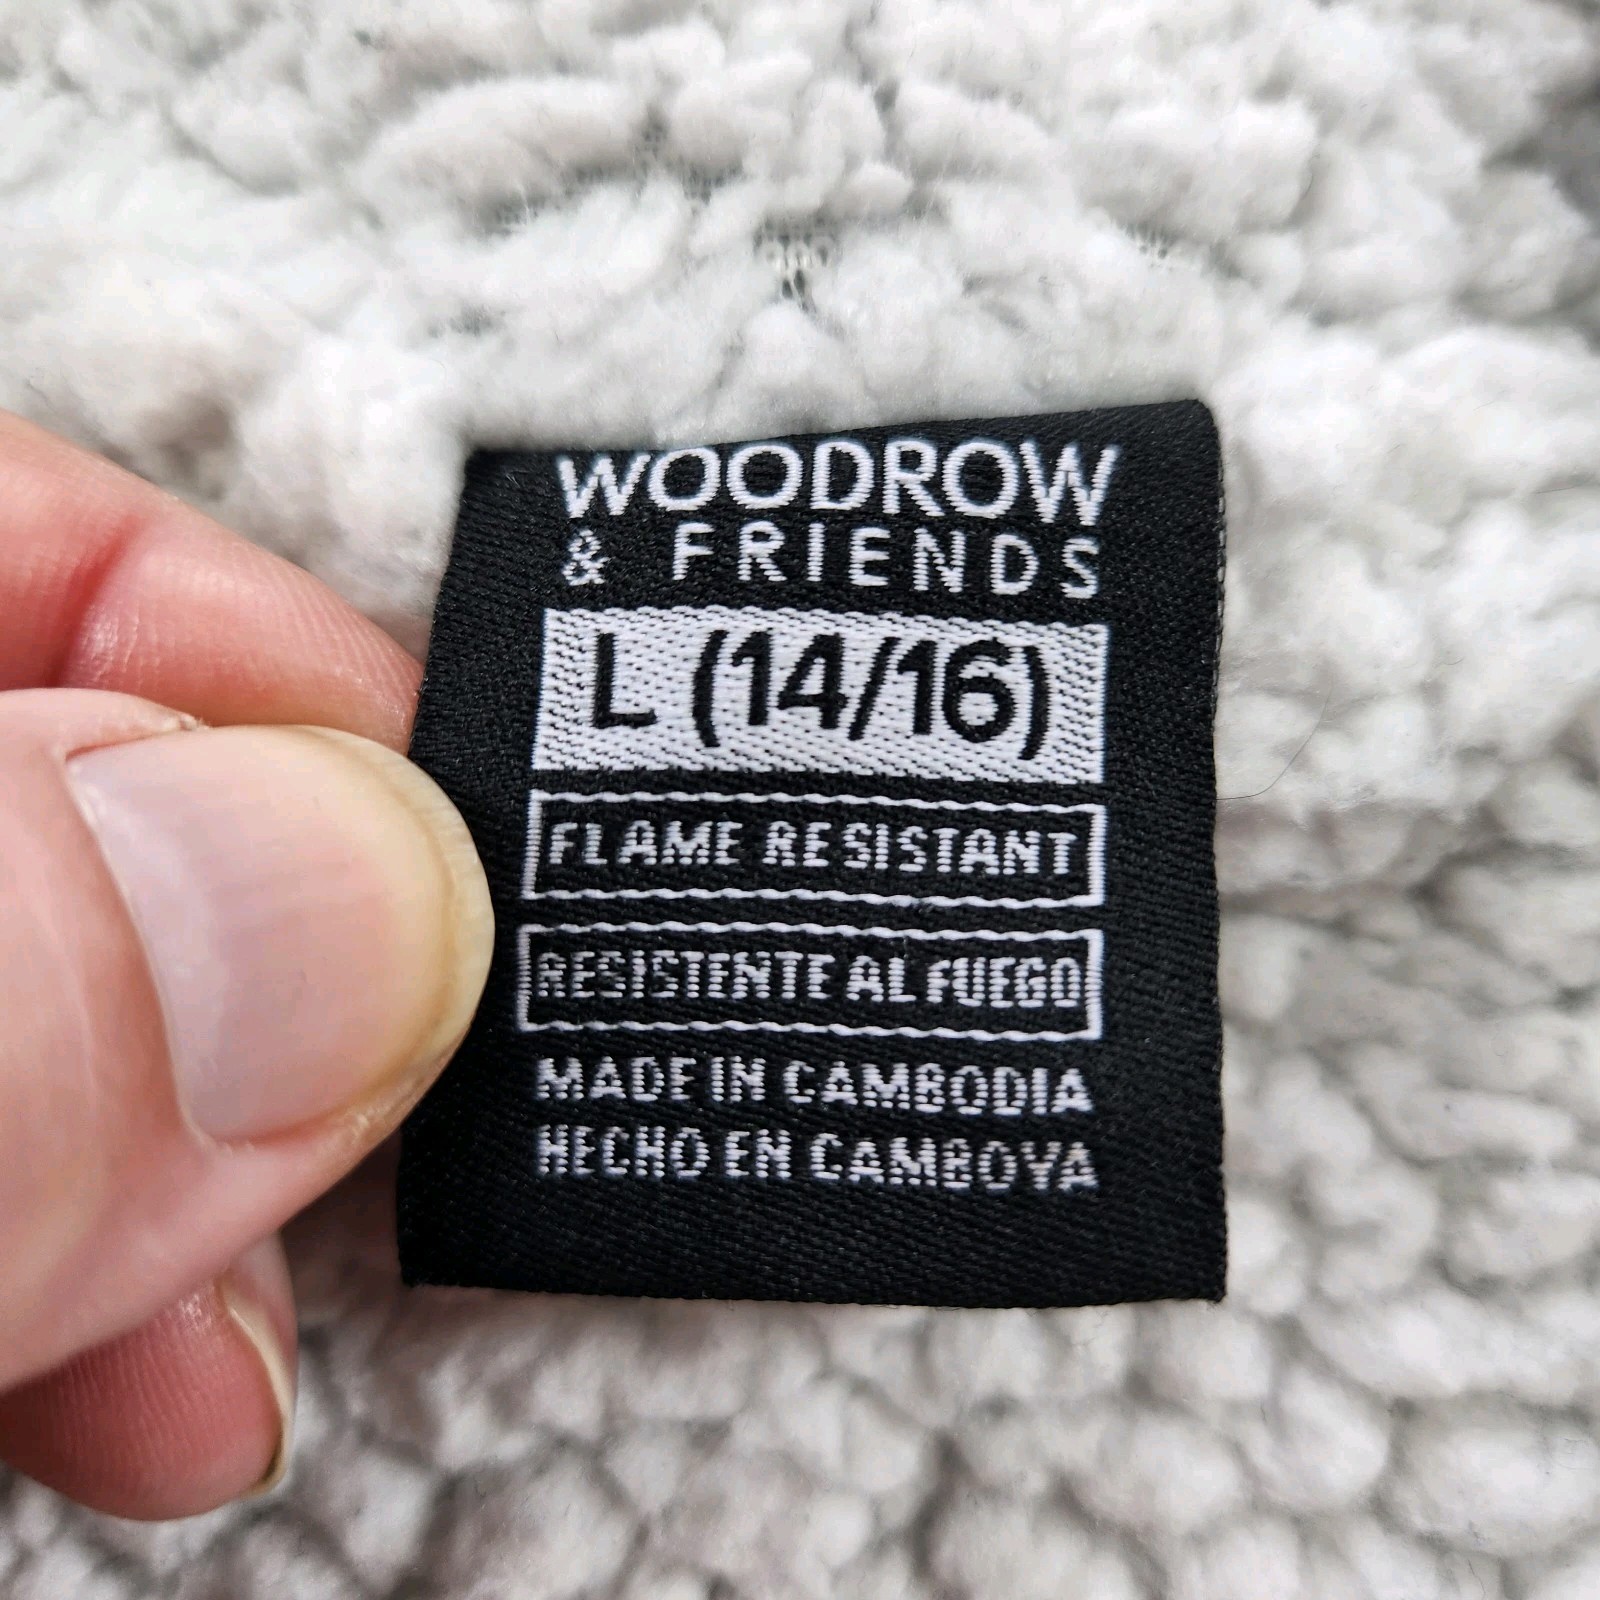 WOODROW
& FRIENDS
L (14/16)
FLAME RESISTANT
RESISTENTE AL FUEGO
MADE IN CAMBODIA
HECHO EN CAMBOYA